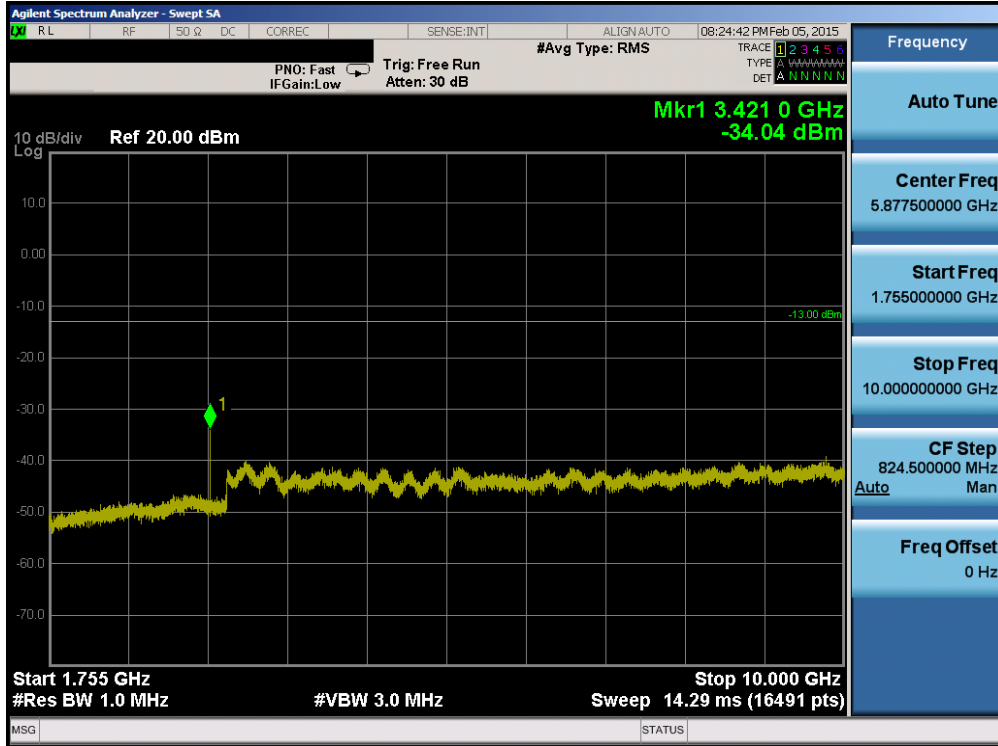 Agilent Spectrum Analyzer - Swept SA
LXI RL RF 50 Ω DC CORREC SENSE:INT ALIGNAUTO 08:24:42 PM Feb 05, 2015
#Avg Type: RMS TRACE 1 2 3 4 5 6
PNO: Fast Trig: Free Run TYPE A WWWWW
IFGain:Low Atten: 30 dB DET A N N N N N
Mkr1 3.421 0 GHz
-34.04 dBm
10 dB/div Ref 20.00 dBm
Log
10.0
0.00
-10.0
-13.00 dBm
-20.0
-30.0
1
-40.0
-50.0
-60.0
-70.0
Start 1.755 GHz Stop 10.000 GHz
#Res BW 1.0 MHz #VBW 3.0 MHz Sweep 14.29 ms (16491 pts)
MSG STATUS
Frequency
Auto Tune
Center Freq
5.877500000 GHz
Start Freq
1.755000000 GHz
Stop Freq
10.000000000 GHz
CF Step
824.500000 MHz
Auto Man
Freq Offset
0 Hz